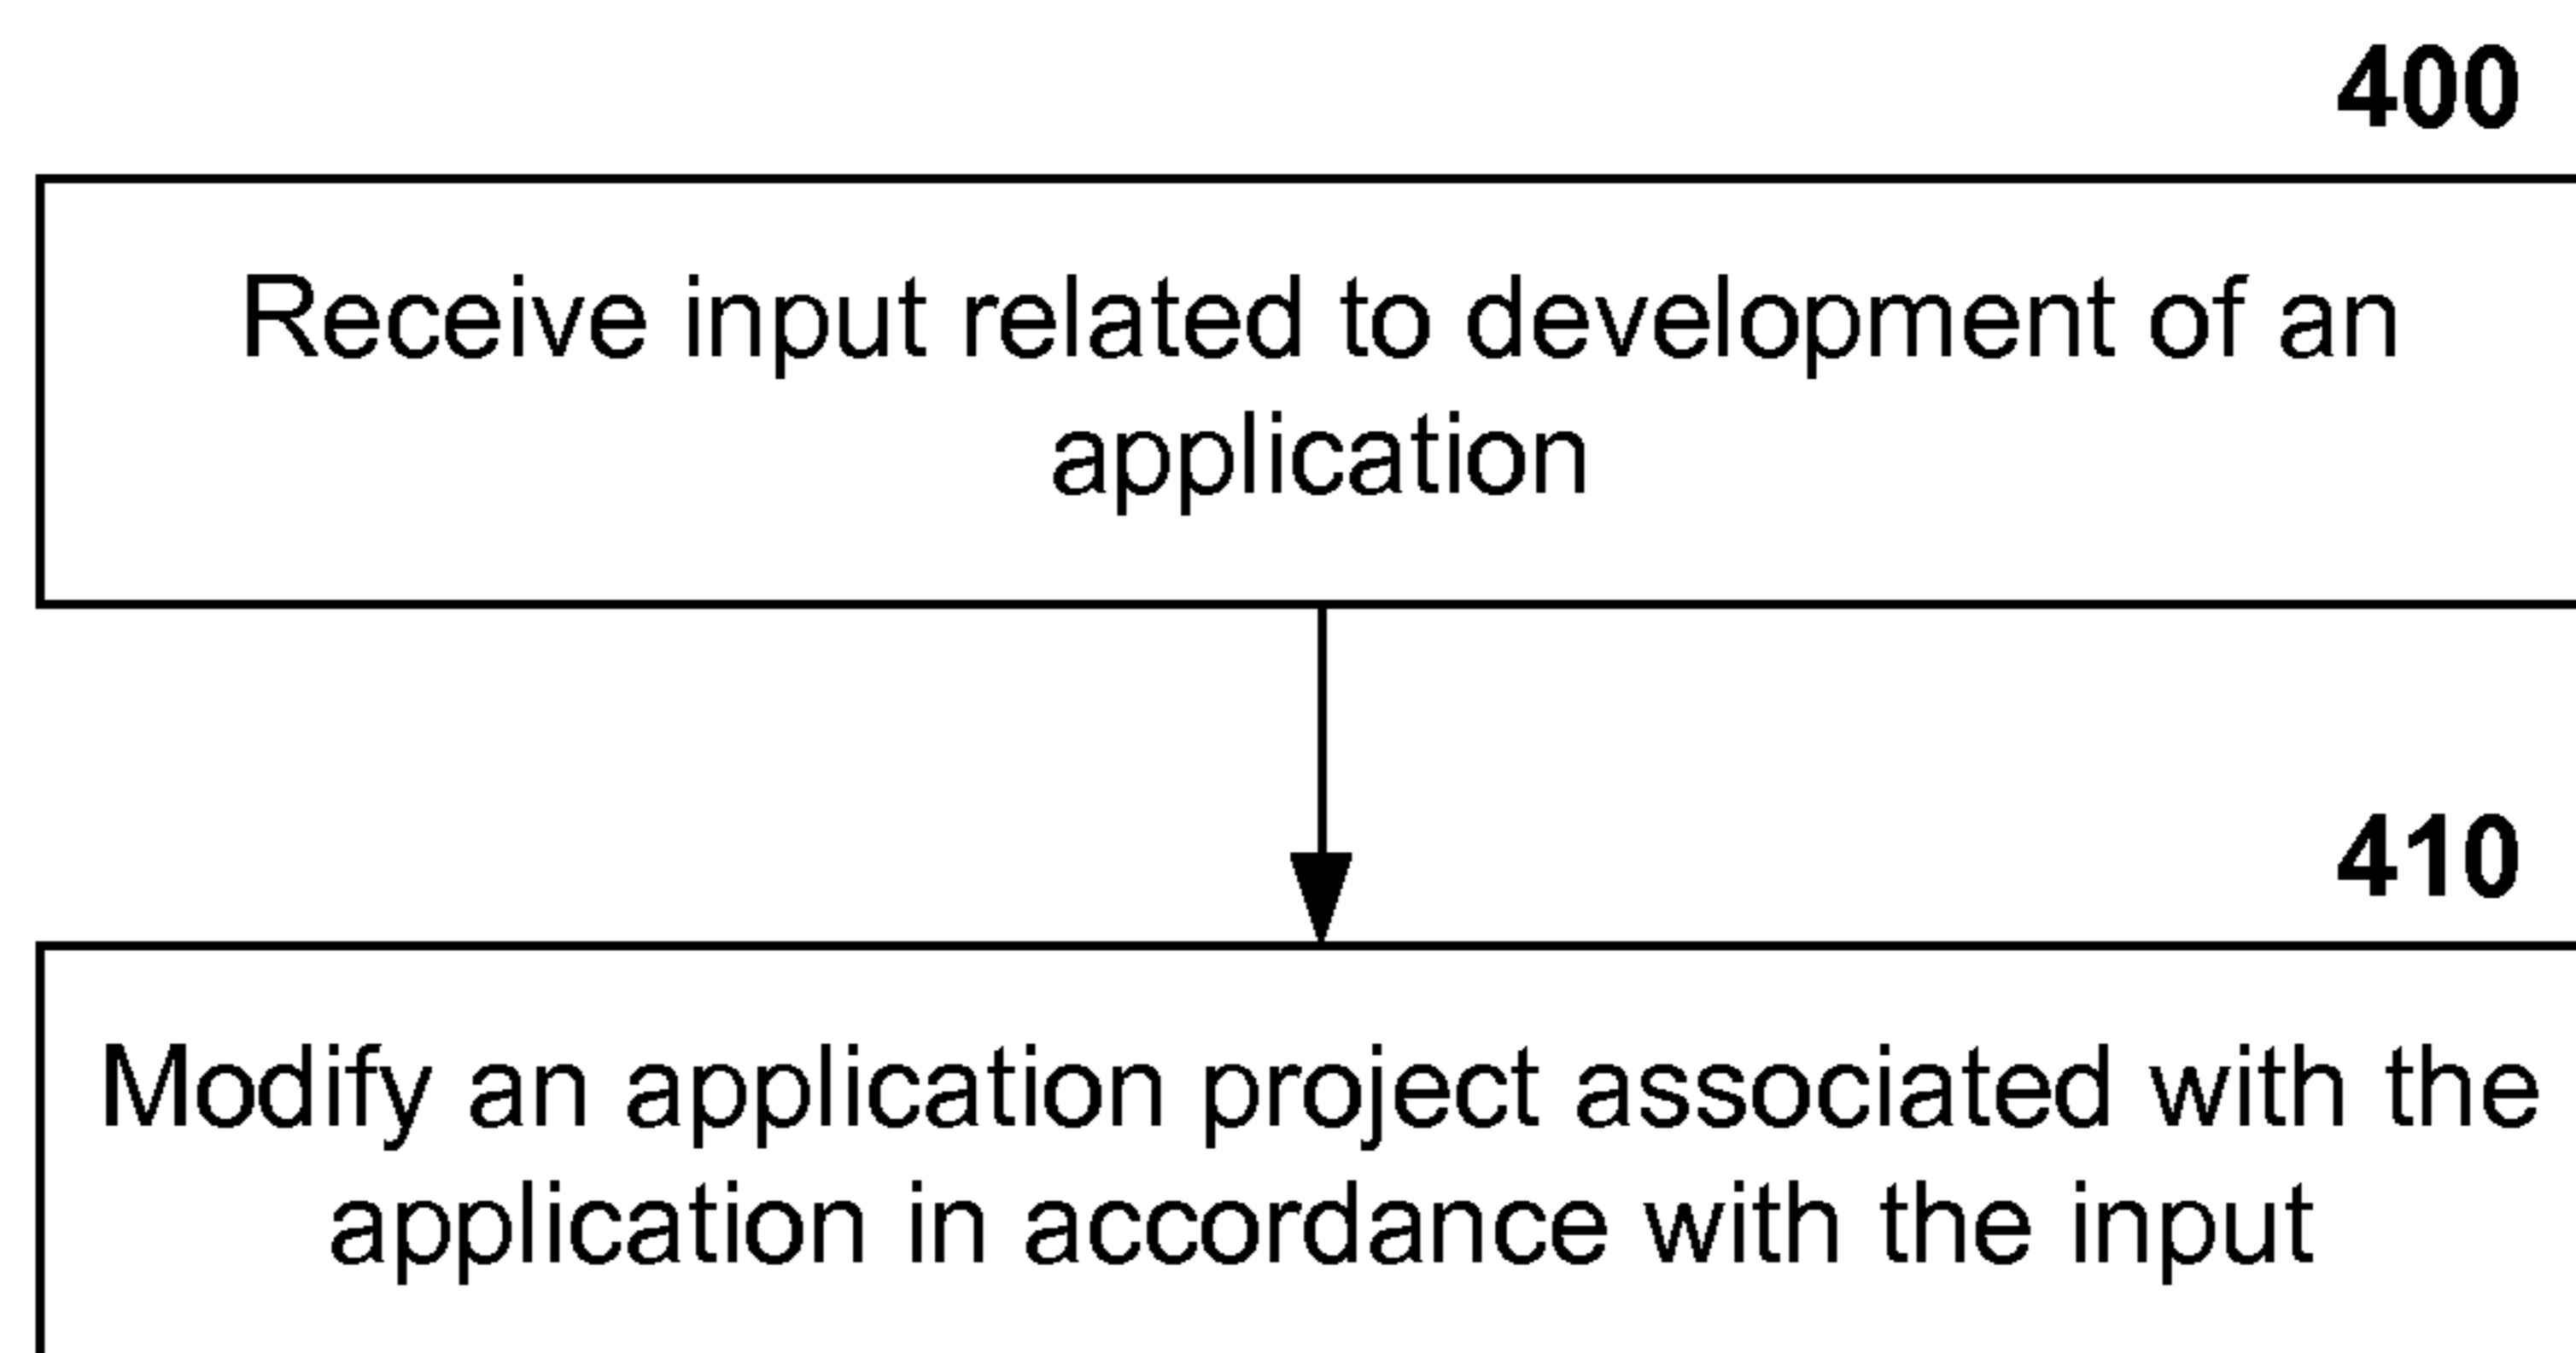 400
Receive input related to development of an
application
410
Modify an application project associated with the
application in accordance with the input